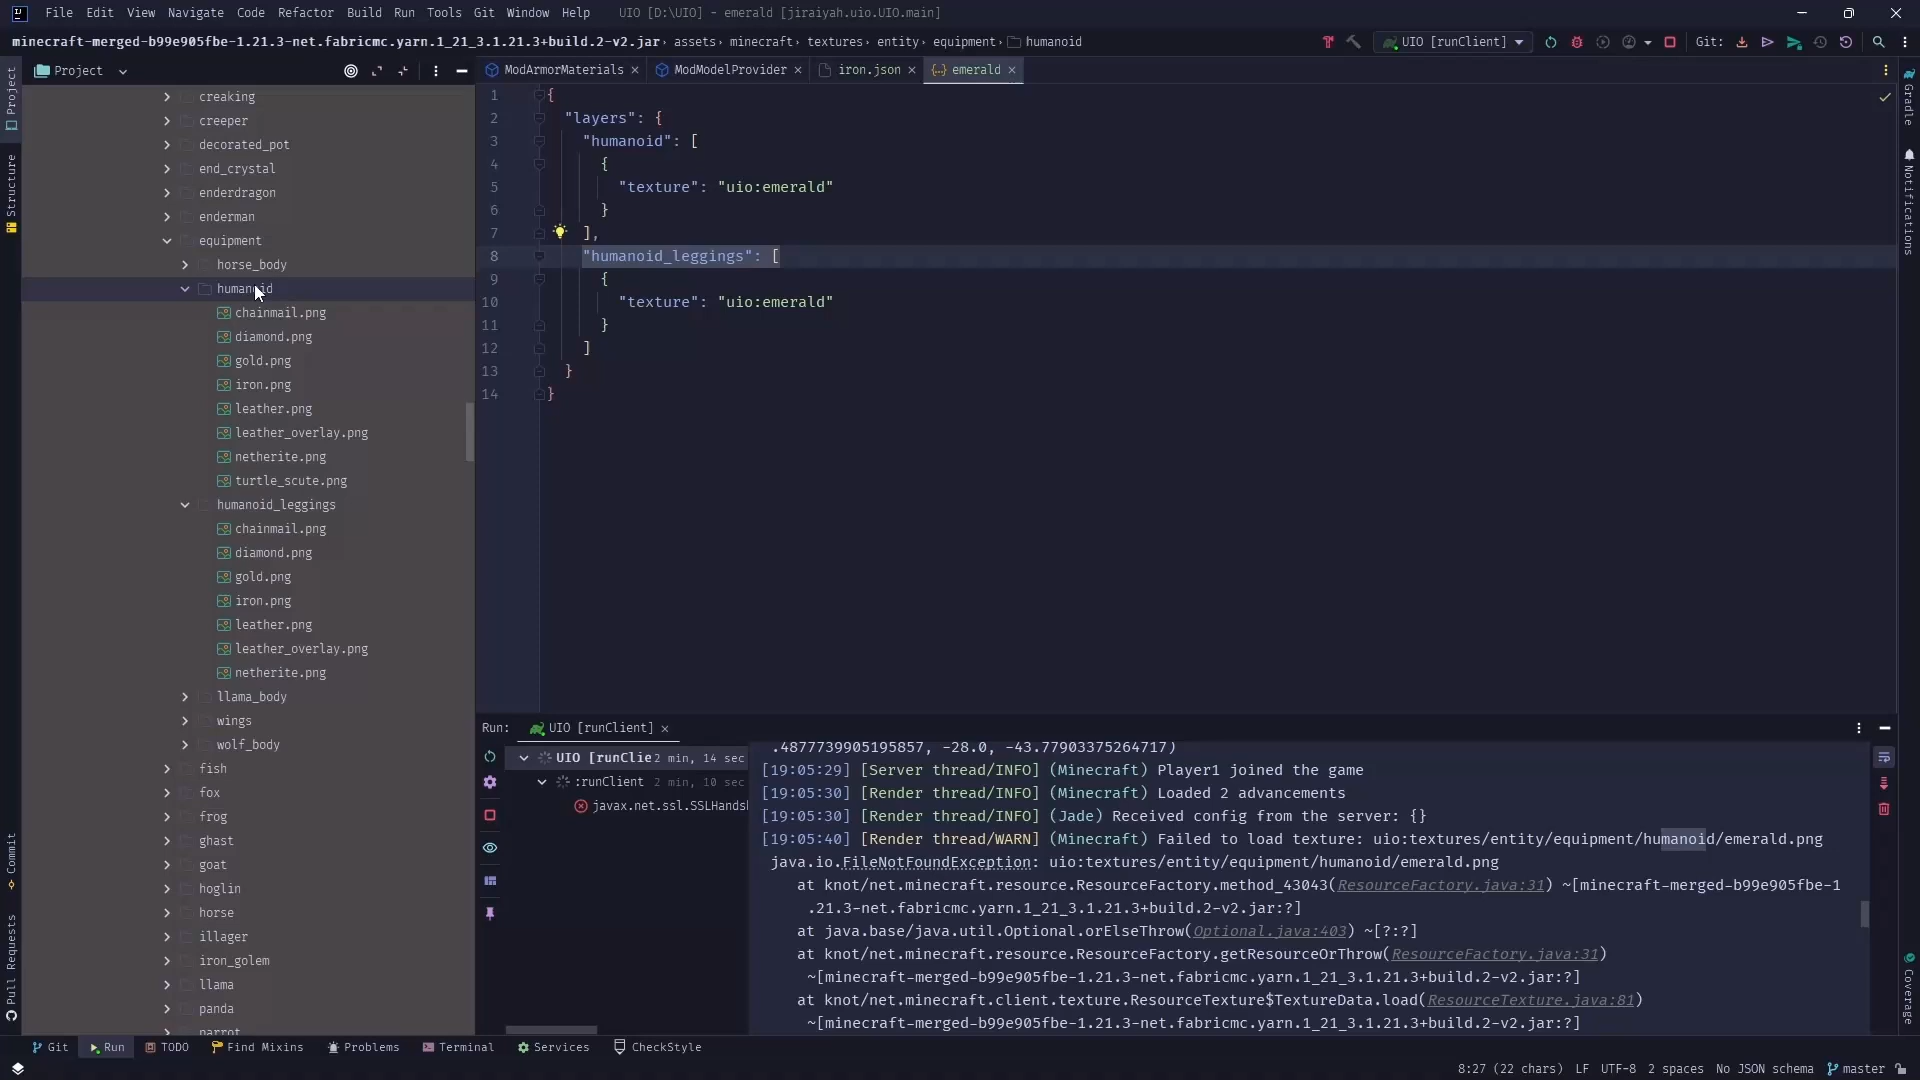 File Edit View Navigate Code Refactor Build Run Tools Git Window Help UIO [D:\UIO] - emerald [jiraiyah.uio.UIO.main]
minecraft-merged-b99e905fbe-1.21.3-net.fabricmc.yarn.1_21_3.1.21.3+build.2-v2.jar › assets › minecraft › textures › entity › equipment › humanoid UIO [runClient] Git:
Project
ModArmorMaterials ModModelProvider iron.json emerald
Project
Structure
Commit
Pull Requests
creaking
creeper
decorated_pot
end_crystal
enderdragon
enderman
equipment
horse_body
humanoid
chainmail.png
diamond.png
gold.png
iron.png
leather.png
leather_overlay.png
netherite.png
turtle_scute.png
humanoid_leggings
chainmail.png
diamond.png
gold.png
iron.png
leather.png
leather_overlay.png
netherite.png
llama_body
wings
wolf_body
fish
fox
frog
ghast
goat
hoglin
horse
illager
iron_golem
llama
panda
parrot
1 {
2 "layers": {
3 "humanoid": [
4 {
5 "texture": "uio:emerald"
6 }
7 ],
8 "humanoid_leggings": [
9 {
10 "texture": "uio:emerald"
11 }
12 ]
13 }
14 }
Gradle
Notifications
Coverage
Run: UIO [runClient]
UIO [runClie 2 min, 14 sec
:runClient 2 min, 10 sec
javax.net.ssl.SSLHandsh
.4877739905195857, -28.0, -43.77903375264717)
[19:05:29] [Server thread/INFO] (Minecraft) Player1 joined the game
[19:05:30] [Render thread/INFO] (Minecraft) Loaded 2 advancements
[19:05:30] [Render thread/INFO] (Jade) Received config from the server: {}
[19:05:40] [Render thread/WARN] (Minecraft) Failed to load texture: uio:textures/entity/equipment/humanoid/emerald.png
java.io.FileNotFoundException: uio:textures/entity/equipment/humanoid/emerald.png
at knot/net.minecraft.resource.ResourceFactory.method_43043(ResourceFactory.java:31) ~[minecraft-merged-b99e905fbe-1
.21.3-net.fabricmc.yarn.1_21_3.1.21.3+build.2-v2.jar:?]
at java.base/java.util.Optional.orElseThrow(Optional.java:403) ~[?:?]
at knot/net.minecraft.resource.ResourceFactory.getResourceOrThrow(ResourceFactory.java:31)
~[minecraft-merged-b99e905fbe-1.21.3-net.fabricmc.yarn.1_21_3.1.21.3+build.2-v2.jar:?]
at knot/net.minecraft.client.texture.ResourceTexture$TextureData.load(ResourceTexture.java:81)
~[minecraft-merged-b99e905fbe-1.21.3-net.fabricmc.yarn.1_21_3.1.21.3+build.2-v2.jar:?]
Git Run TODO Find Mixins Problems Terminal Services CheckStyle
8:27 (22 chars) LF UTF-8 2 spaces No JSON schema master